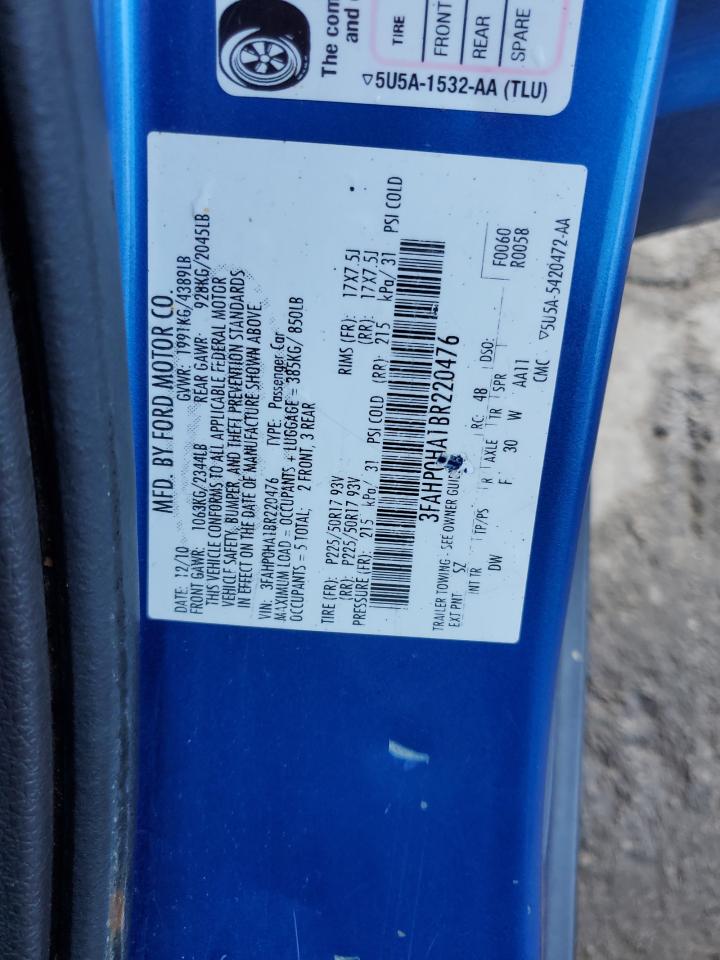 The com
and c
TIRE
FRONT
REAR
SPARE
▽5U5A-1532-AA (TLU)
MFD. BY FORD MOTOR CO.
DATE: 12/10 GVWR: 1991KG/4389LB
FRONT GAWR: 1063KG/2344LB REAR GAWR: 928KG/2045LB
THIS VEHICLE CONFORMS TO ALL APPLICABLE FEDERAL MOTOR
VEHICLE SAFETY, BUMPER, AND THEFT PREVENTION STANDARDS
IN EFFECT ON THE DATE OF MANUFACTURE SHOWN ABOVE.
VIN: 3FAHP0HA1BR220476 TYPE: Passenger Car
MAXIMUM LOAD = OCCUPANTS + LUGGAGE = 385KG/ 850LB
OCCUPANTS = 5 TOTAL; 2 FRONT, 3 REAR
TIRE (FR): P225/50R17 93V RIMS (FR): 17X7.5J
(RR): P225/50R17 93V (RR): 17X7.5J
PRESSURE (FR): 215 kPa/ 31 PSI COLD (RR): 215 kPa/ 31 PSI COLD
3FAHP0HA1BR220476
TRAILER TOWING - SEE OWNER GUIDE
EXT PNT: SZ RC: 48 DSO: F0060
R0058
INT TR TP/PS R AXLE TR SPR
DW F 30 W AA11
CMC ▽5U5A-5420472-AA